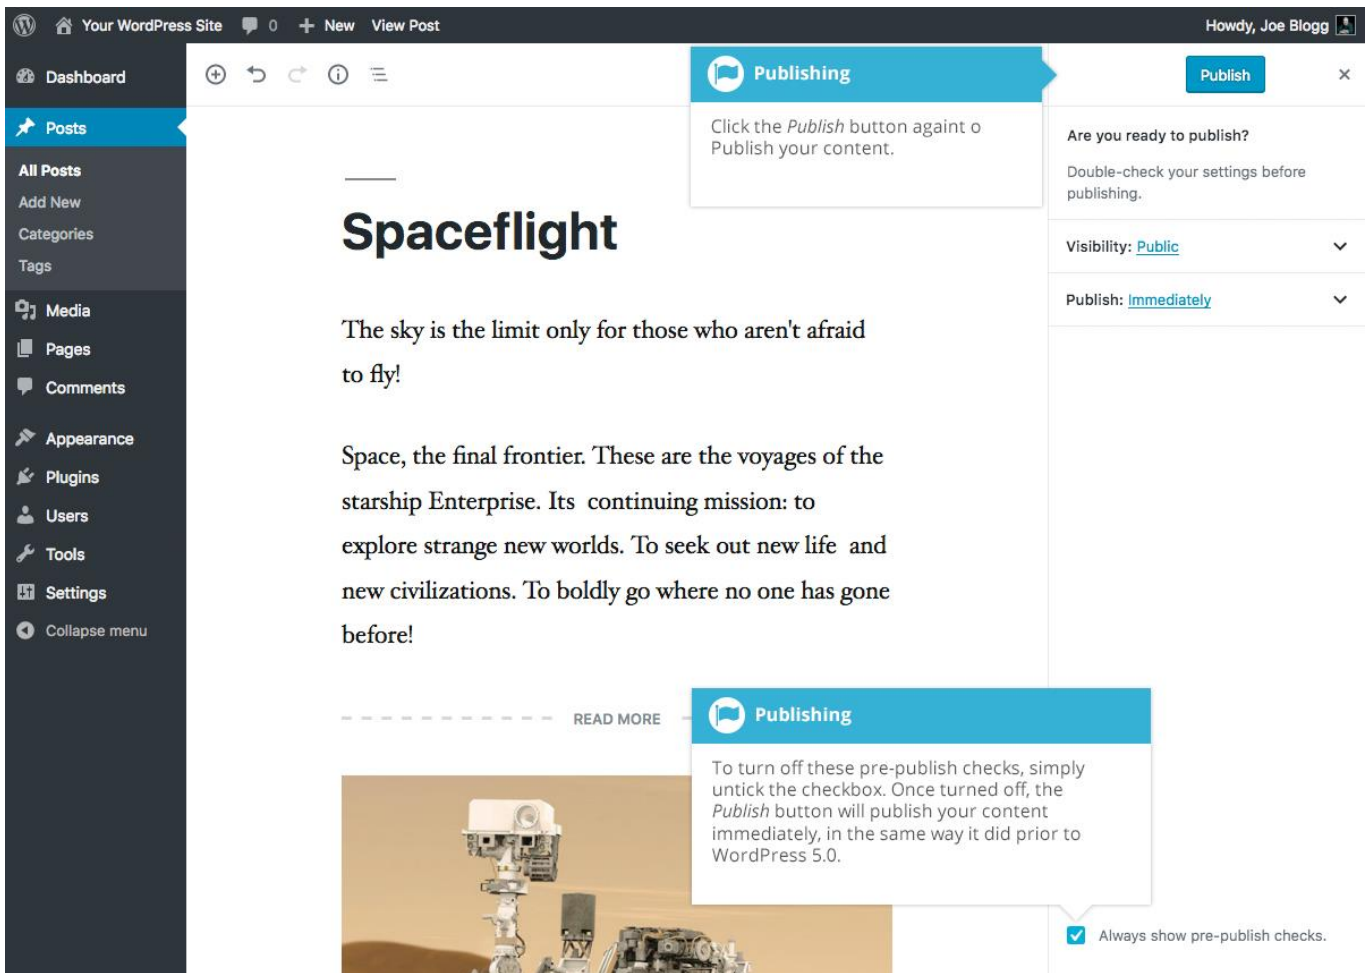 Your WordPress Site 0 + New View Post Howdy, Joe Blogg
Dashboard
Posts
All Posts
Add New
Categories
Tags
Media
Pages
Comments
Appearance
Plugins
Users
Tools
Settings
Collapse menu
Publishing
Click the Publish button againt o
Publish your content.
Spaceflight
The sky is the limit only for those who aren't afraid
to fly!
Space, the final frontier. These are the voyages of the
starship Enterprise. Its continuing mission: to
explore strange new worlds. To seek out new life and
new civilizations. To boldly go where no one has gone
before!
READ MORE
Publishing
To turn off these pre-publish checks, simply
untick the checkbox. Once turned off, the
Publish button will publish your content
immediately, in the same way it did prior to
WordPress 5.0.
Publish
Are you ready to publish?
Double-check your settings before
publishing.
Visibility: Public
Publish: Immediately
Always show pre-publish checks.